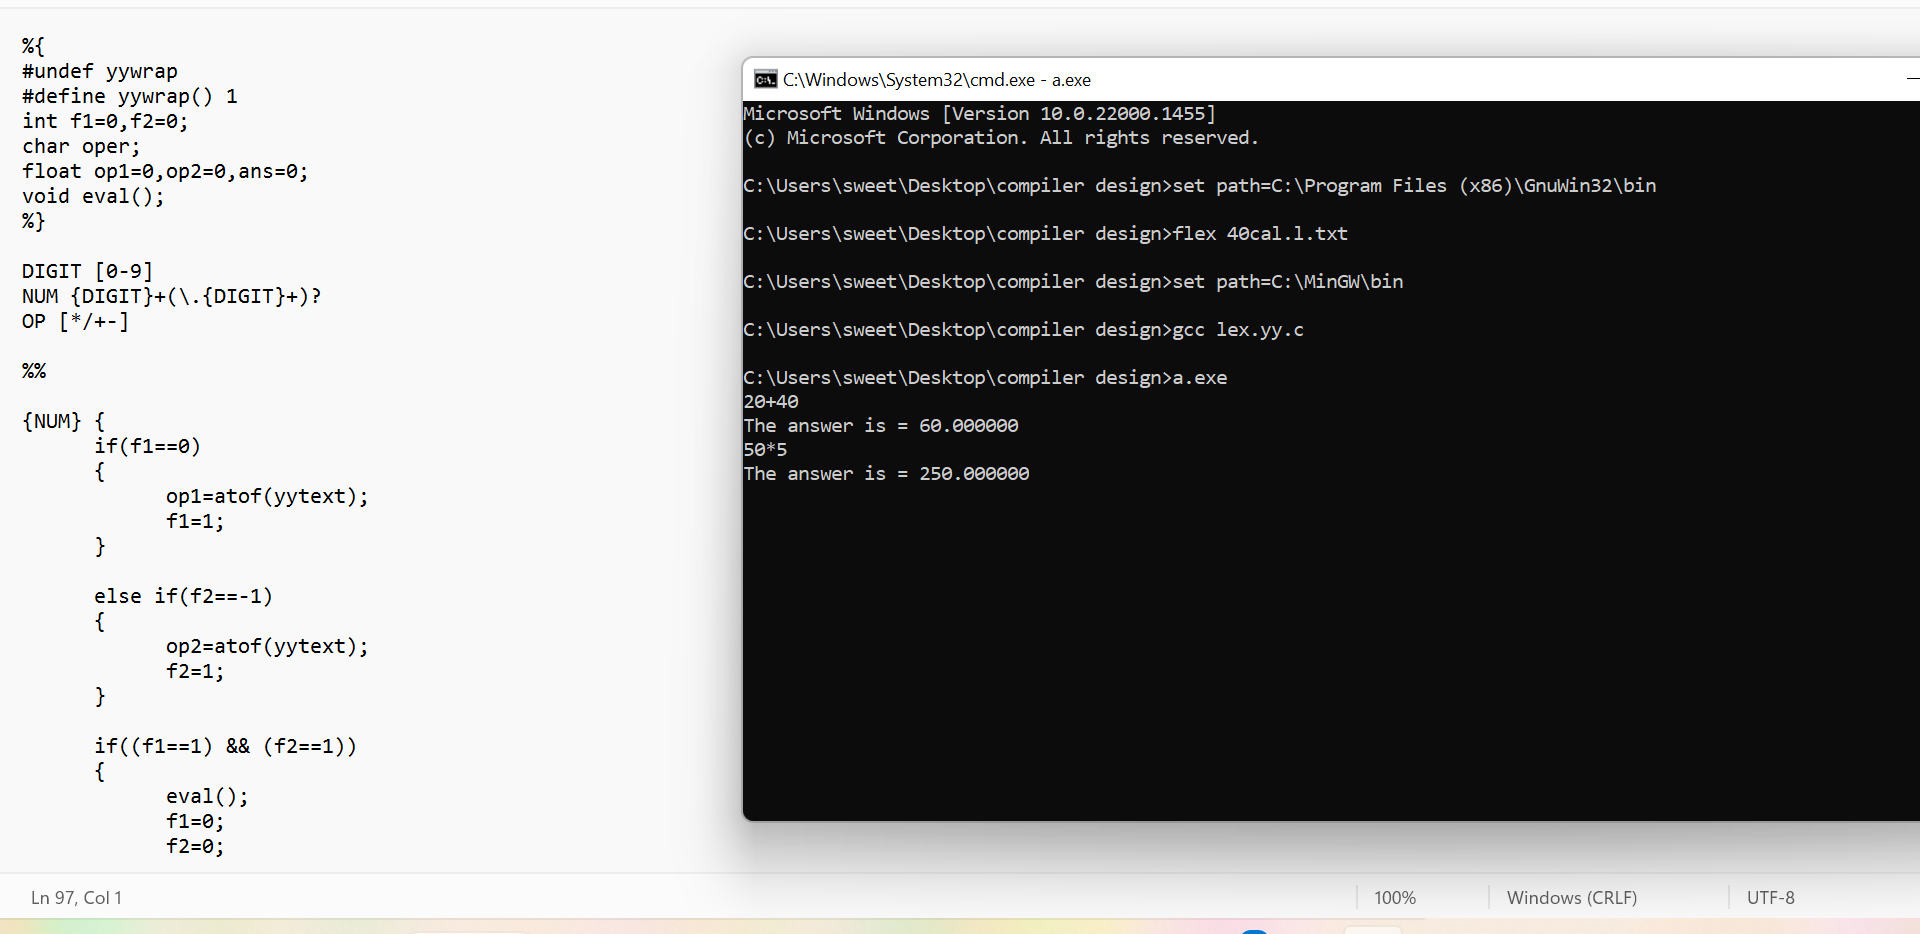 %{
#undef yywrap
#define yywrap() 1
int f1=0,f2=0;
char oper;
float op1=0,op2=0,ans=0;
void eval();
%}
DIGIT [0-9]
NUM {DIGIT}+(\.{DIGIT}+)?
OP [*/+-]
%%
{NUM} {
if(f1==0)
{
op1=atof(yytext);
f1=1;
}
else if(f2==-1)
{
op2=atof(yytext);
f2=1;
}
if((f1==1) && (f2==1))
{
eval();
f1=0;
f2=0;
C:\Windows\System32\cmd.exe - a.exe
Microsoft Windows [Version 10.0.22000.1455]
(c) Microsoft Corporation. All rights reserved.
C:\Users\sweet\Desktop\compiler design>set path=C:\Program Files (x86)\GnuWin32\bin
C:\Users\sweet\Desktop\compiler design>flex 40cal.l.txt
C:\Users\sweet\Desktop\compiler design>set path=C:\MinGW\bin
C:\Users\sweet\Desktop\compiler design>gcc lex.yy.c
C:\Users\sweet\Desktop\compiler design>a.exe
20+40
The answer is = 60.000000
50*5
The answer is = 250.000000
Ln 97, Col 1
100%
Windows (CRLF)
UTF-8